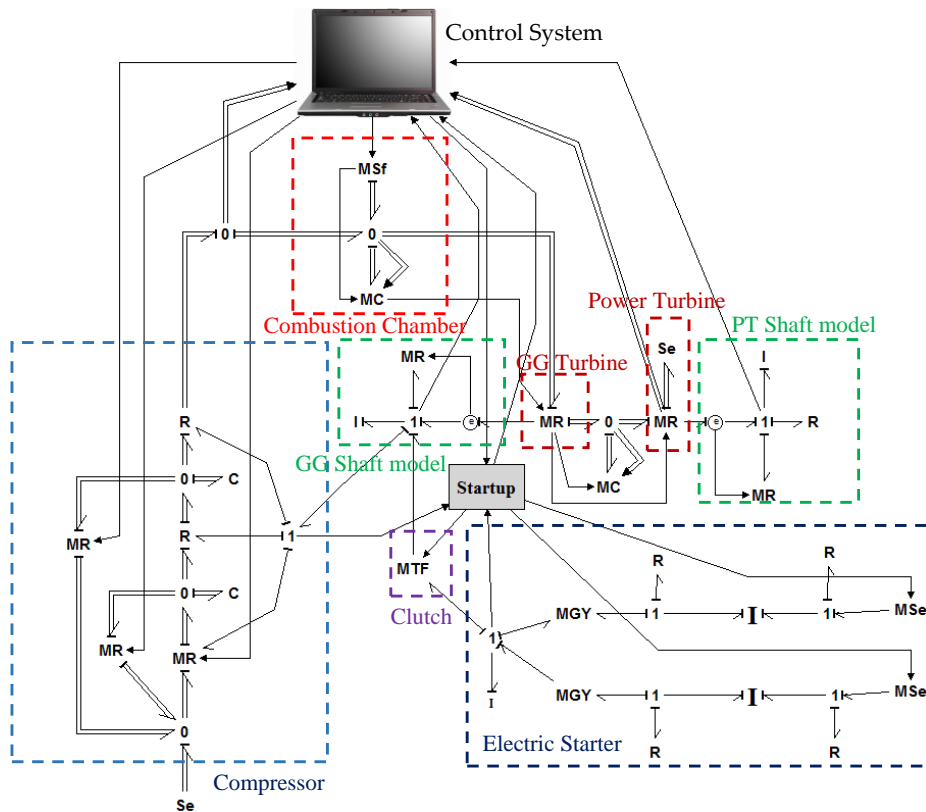 Control System
MSf
0
0
MC
Combustion Chamber
Power Turbine
PT Shaft model
MR
GG Turbine
Se
I
R
I
1
e
MR
0
MR
e
1
R
GG Shaft model
0
C
Startup
MC
MR
MR
R
1
MTF
R
R
0
C
Clutch
MGY
1
I
1
MSe
MR
MR
1
I
MGY
1
I
1
MSe
0
Electric Starter
R
R
Compressor
Se